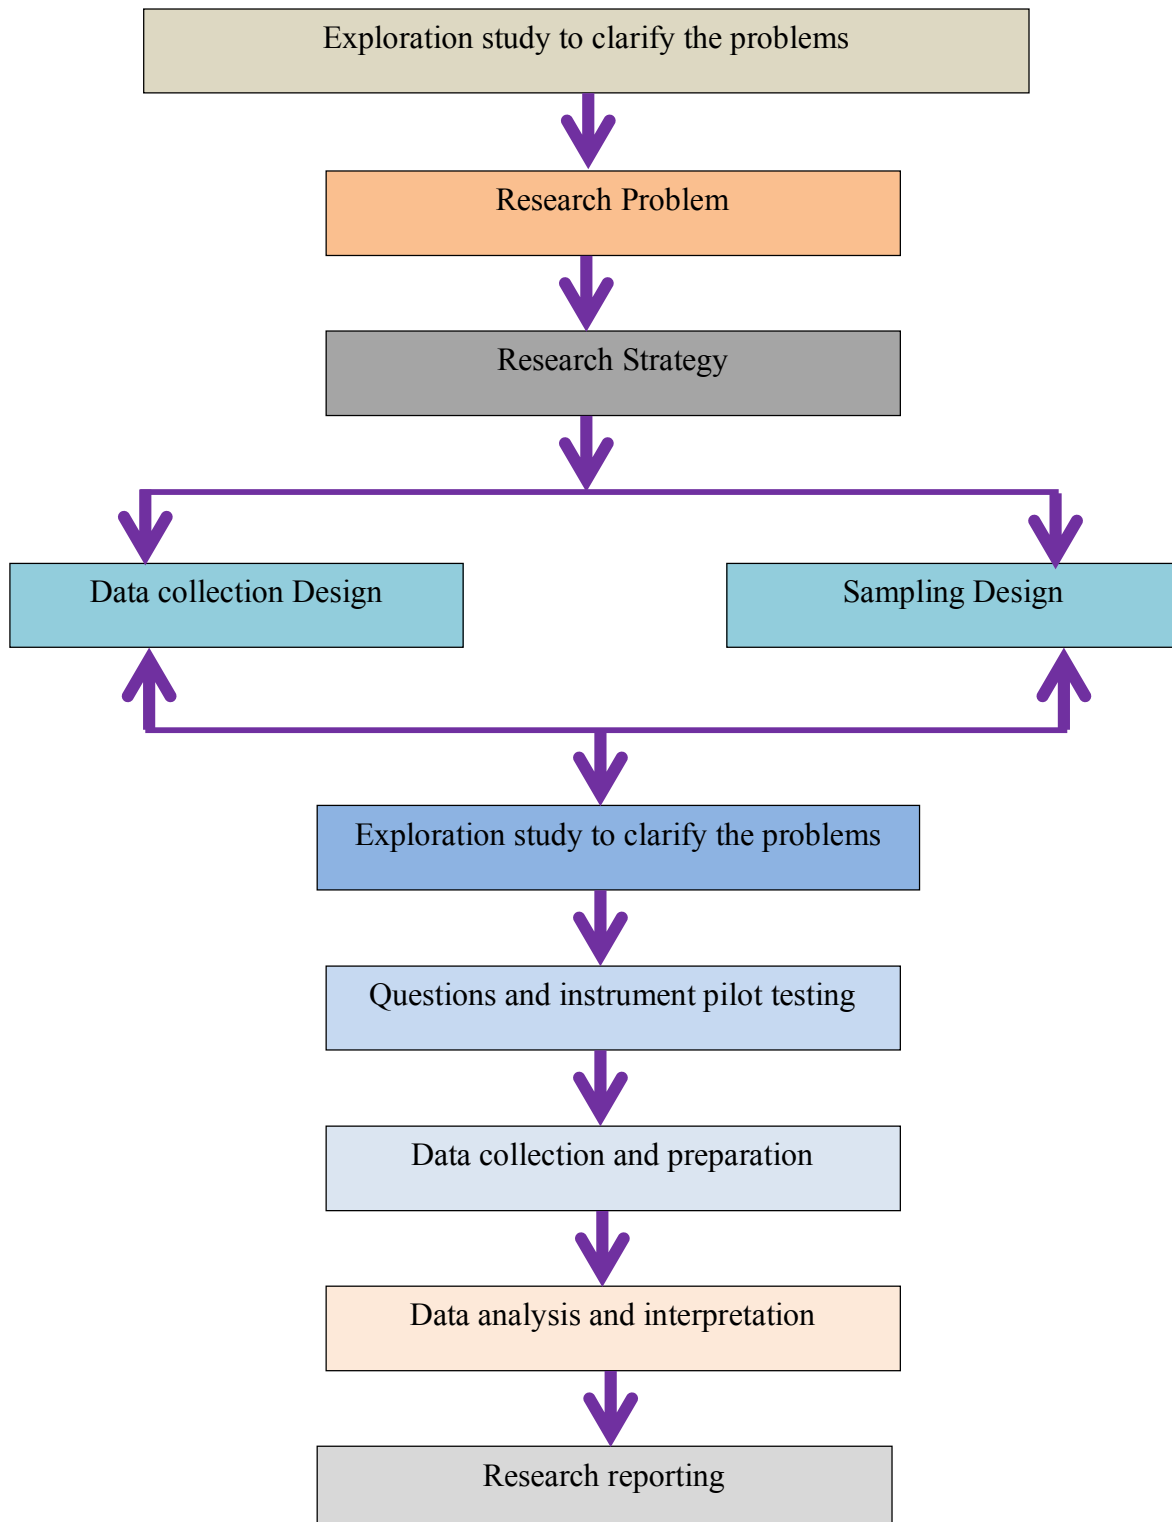 Exploration study to clarify the problems
Research Problem
Research Strategy
Data collection Design
Sampling Design
Exploration study to clarify the problems
Questions and instrument pilot testing
Data collection and preparation
Data analysis and interpretation
Research reporting